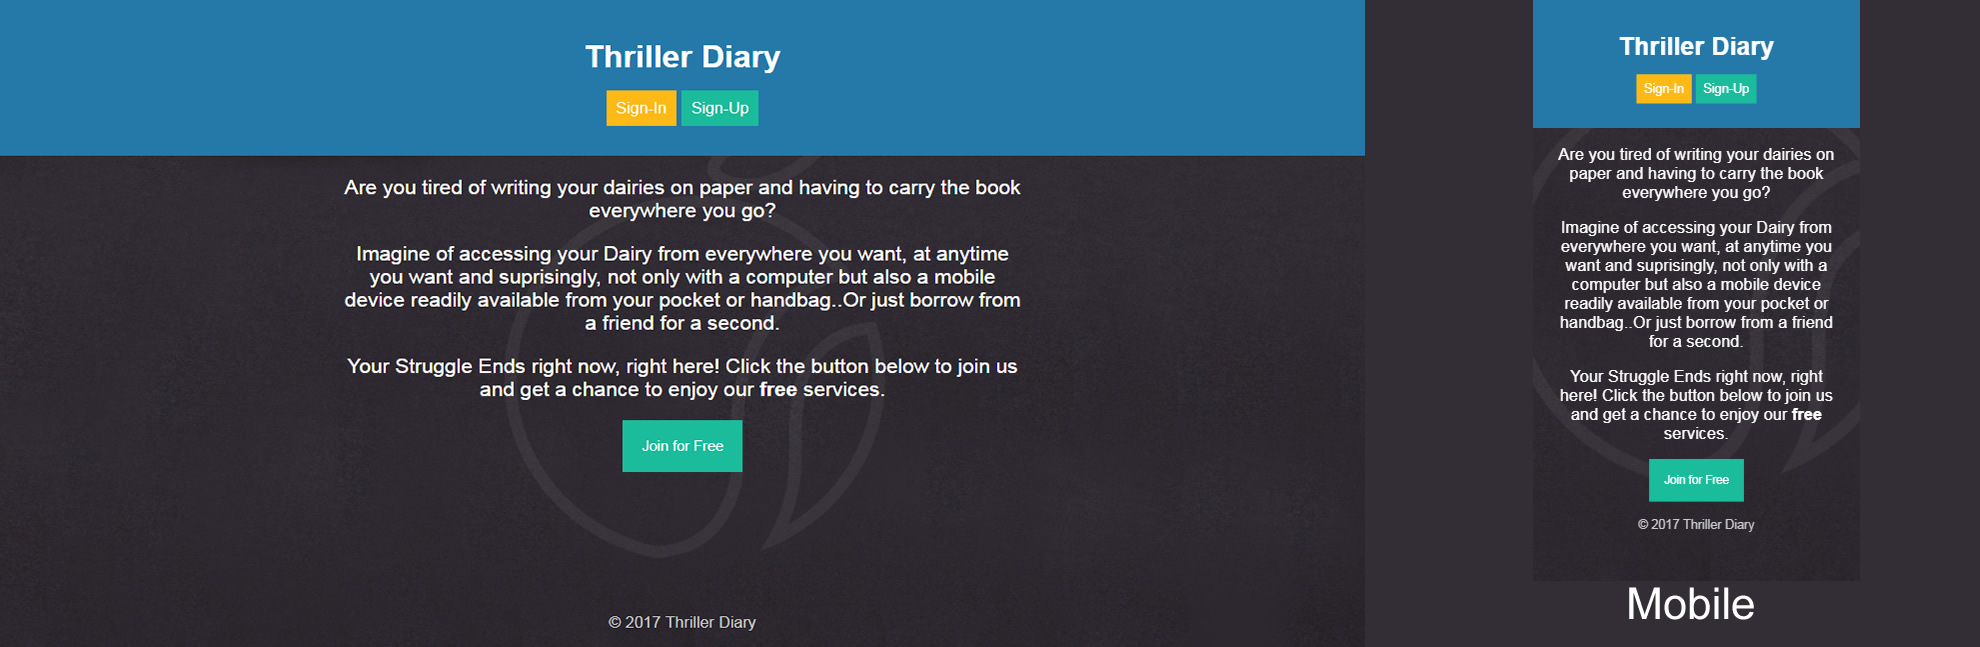 Thriller Diary
Sign-In Sign-Up
Are you tired of writing your dairies on paper and having to carry the book
everywhere you go?
Imagine of accessing your Dairy from everywhere you want, at anytime
you want and suprisingly, not only with a computer but also a mobile
device readily available from your pocket or handbag..Or just borrow from
a friend for a second.
Your Struggle Ends right now, right here! Click the button below to join us
and get a chance to enjoy our free services.
Join for Free
© 2017 Thriller Diary
Thriller Diary
Sign-In Sign-Up
Are you tired of writing your dairies on
paper and having to carry the book
everywhere you go?
Imagine of accessing your Dairy from
everywhere you want, at anytime you
want and suprisingly, not only with a
computer but also a mobile device
readily available from your pocket or
handbag..Or just borrow from a friend
for a second.
Your Struggle Ends right now, right
here! Click the button below to join us
and get a chance to enjoy our free
services.
Join for Free
© 2017 Thriller Diary
Mobile